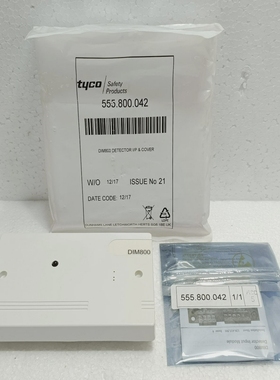 tyco
Safety
Products
555.800.042
DIM800 DETECTOR I/P & COVER
W/O 12/17 ISSUE No 21
DATE CODE: 12/17
DIM800
555.800.042 1/1